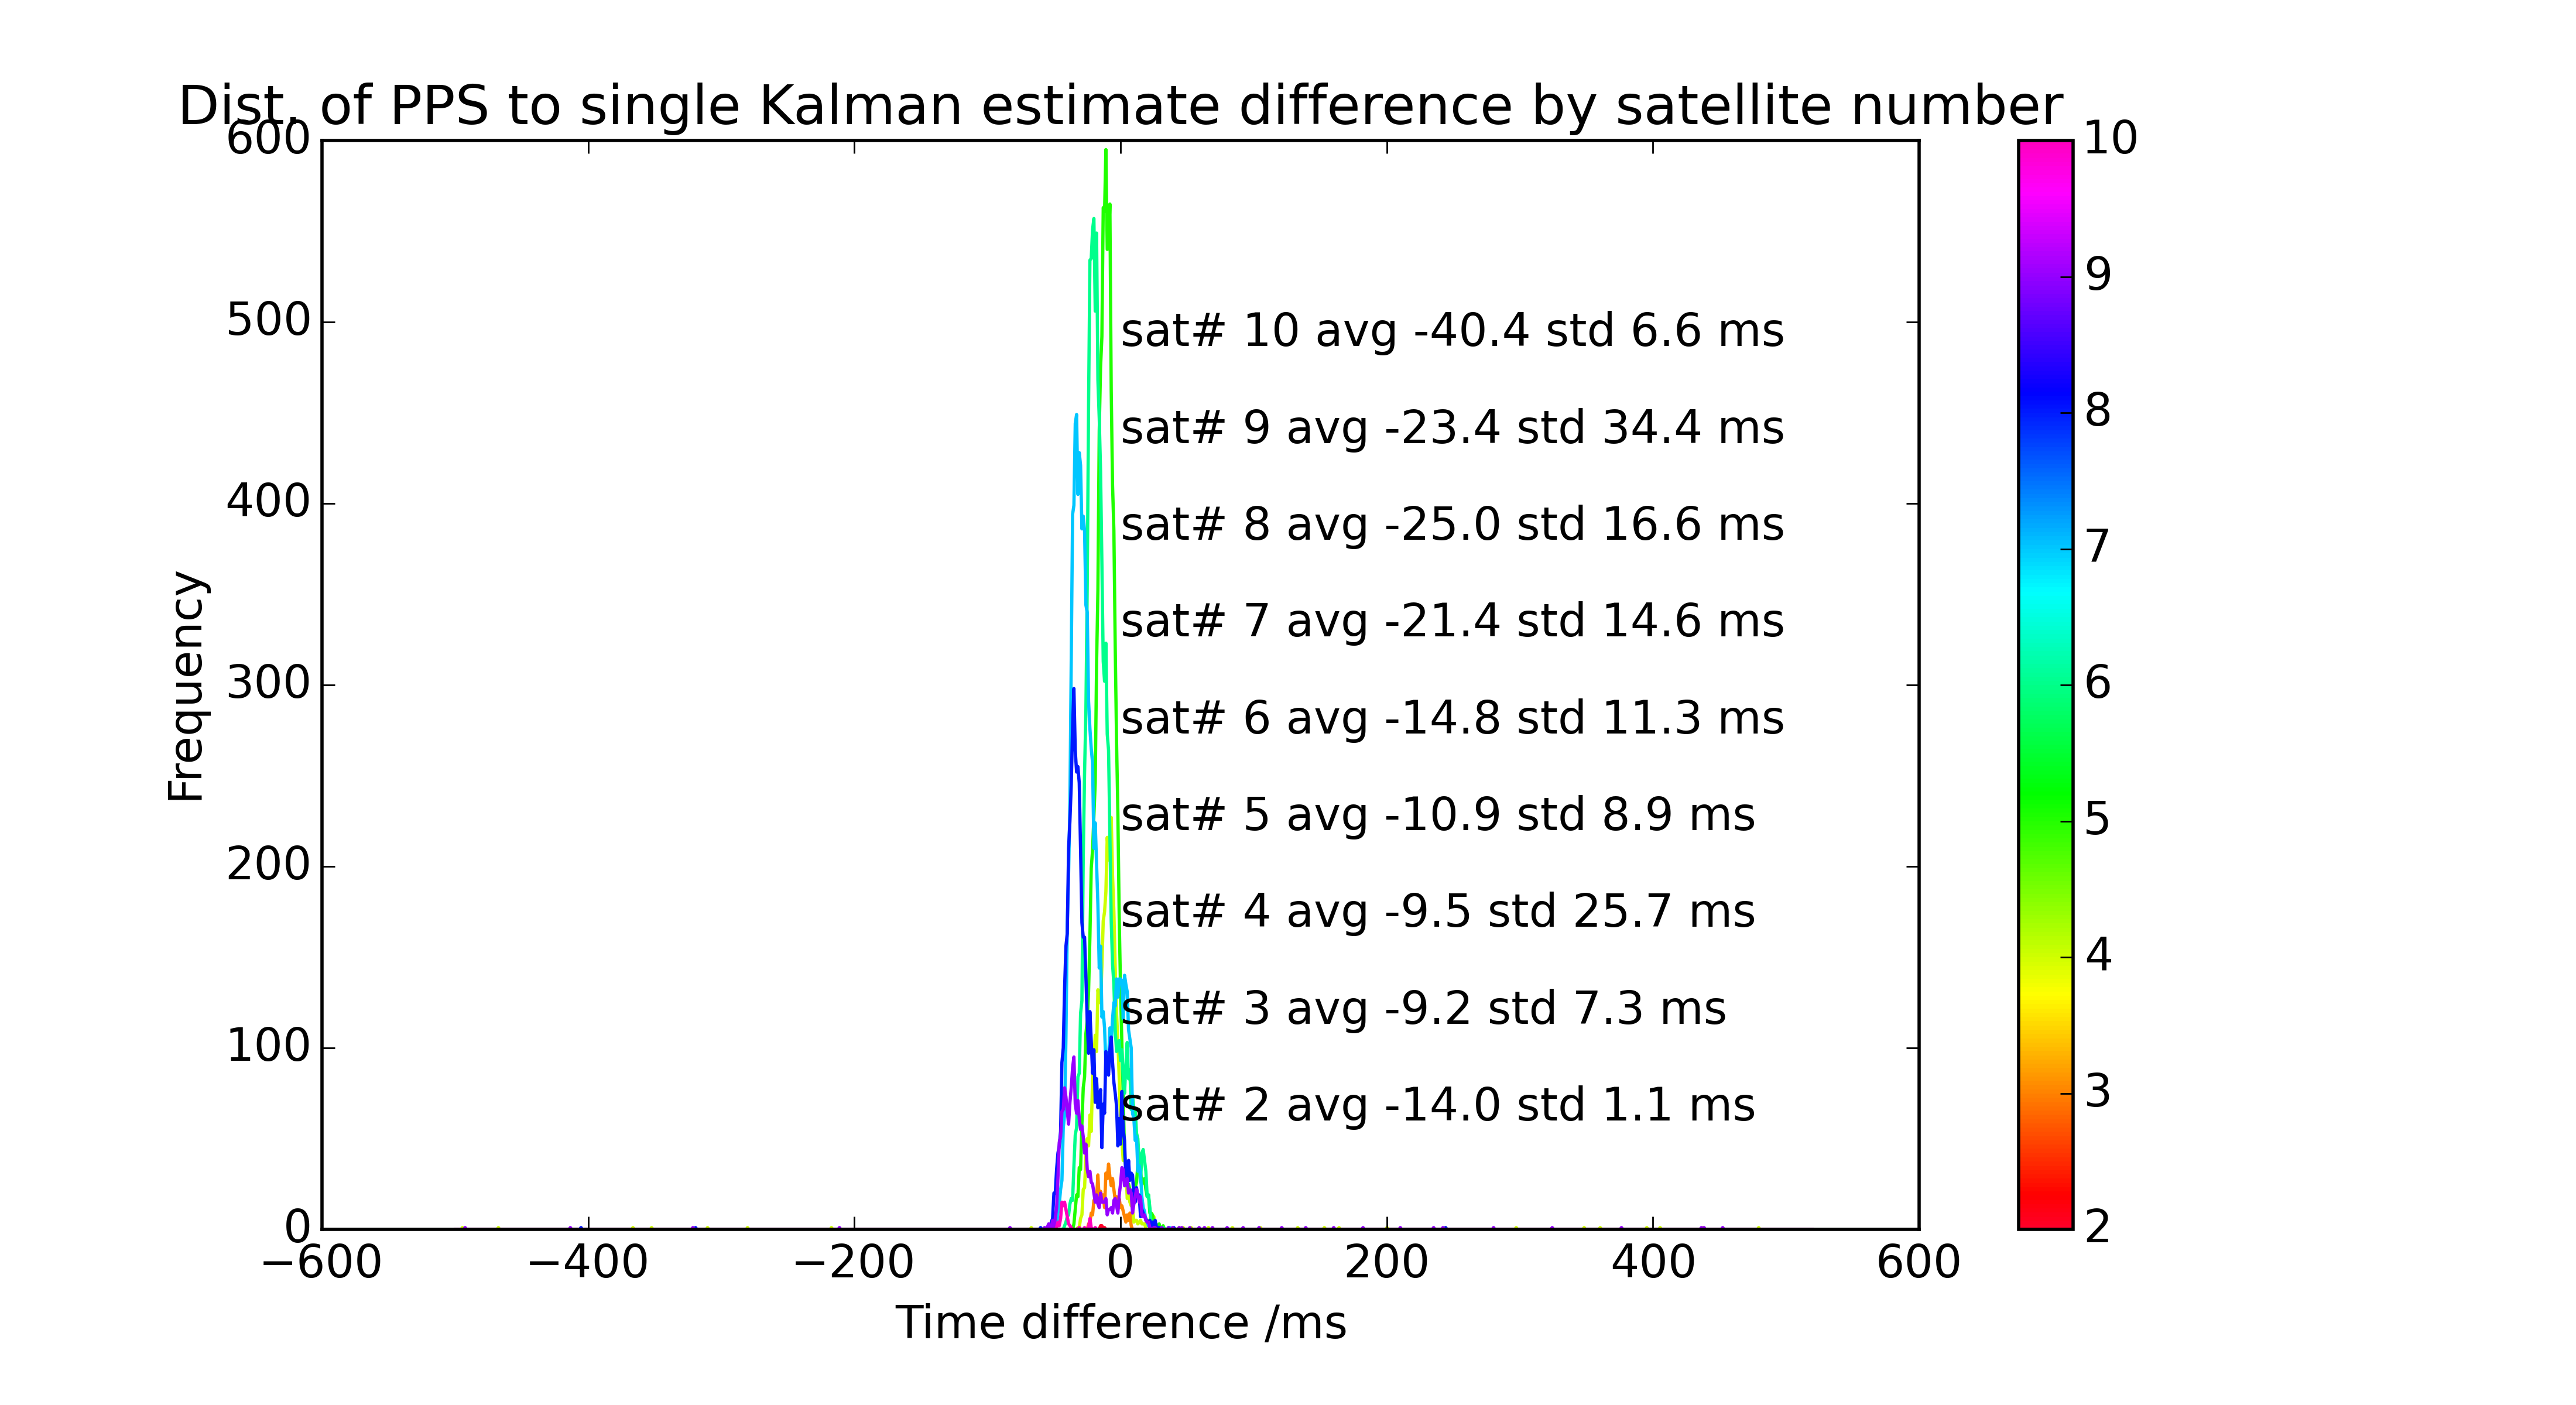 Dist. of PPS to single Kalman estimate difference by satellite number
600
500
400
300
200
100
0
Frequency
sat# 10 avg -40.4 std 6.6 ms
sat# 9 avg -23.4 std 34.4 ms
sat# 8 avg -25.0 std 16.6 ms
sat# 7 avg -21.4 std 14.6 ms
sat# 6 avg -14.8 std 11.3 ms
sat# 5 avg -10.9 std 8.9 ms
sat# 4 avg -9.5 std 25.7 ms
sat# 3 avg -9.2 std 7.3 ms
sat# 2 avg -14.0 std 1.1 ms
−600 −400 −200 0 200 400 600
Time difference /ms
10
9
8
7
6
5
4
3
2